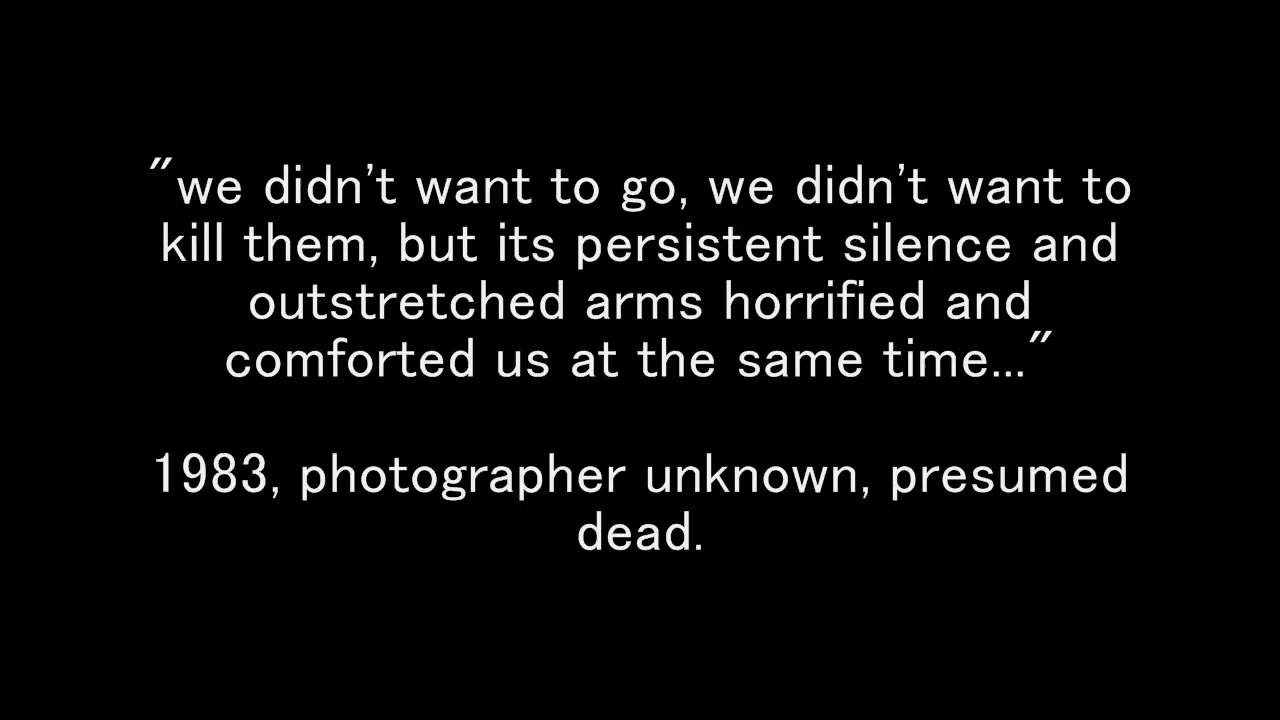 "we didn't want to go, we didn't want to
kill them, but its persistent silence and
outstretched arms horrified and
comforted us at the same time..."
1983, photographer unknown, presumed
dead.